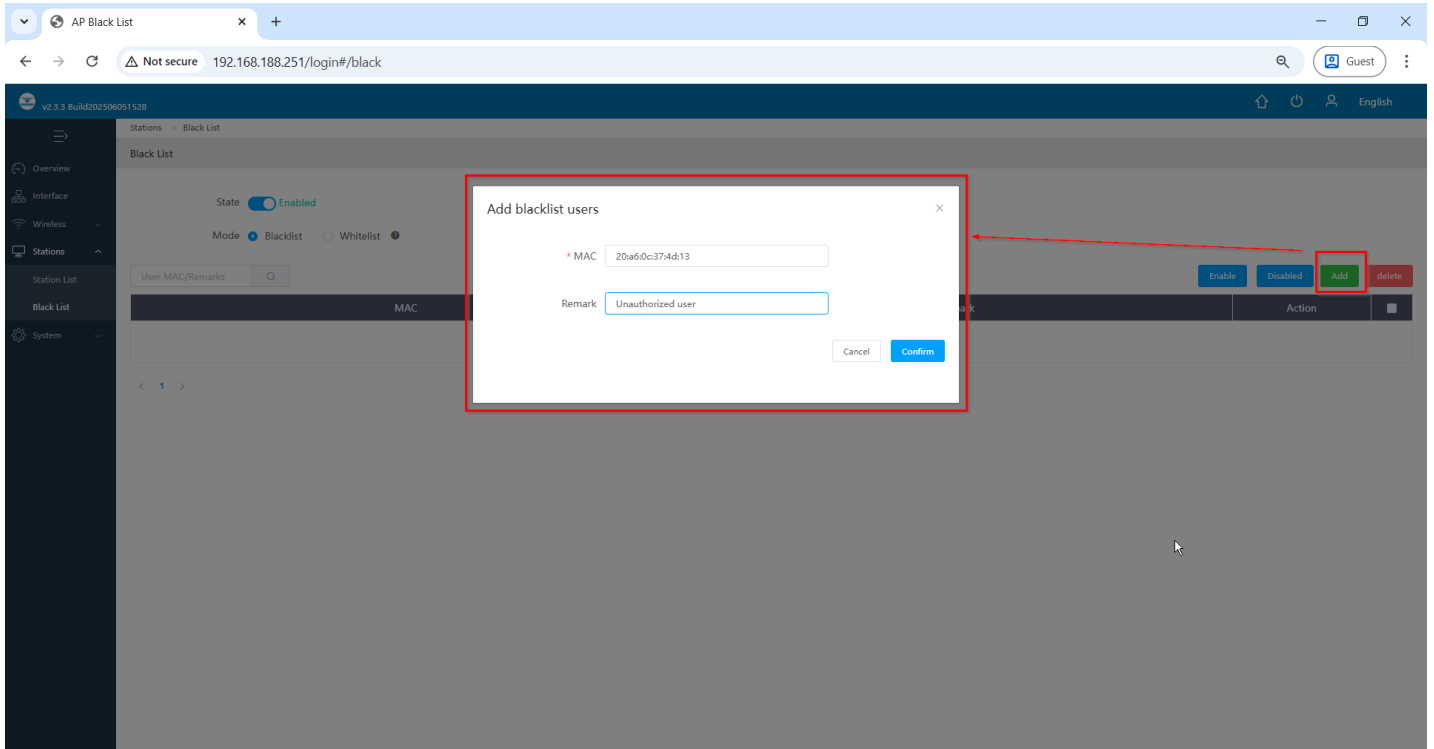 AP Black List
Not secure 192.168.188.251/login#/black
Guest
v2.3.3 Build202506051528
English
Stations > Black List
Black List
Overview
Interface
Wireless
Stations
Station List
Black List
System
State Enabled
Mode Blacklist Whitelist
User MAC/Remarks
Enable Disabled Add delete
MAC
Action
Add blacklist users
* MAC 20:a6:0c:37:4d:13
Remark Unauthorized user
Cancel Confirm
< 1 >